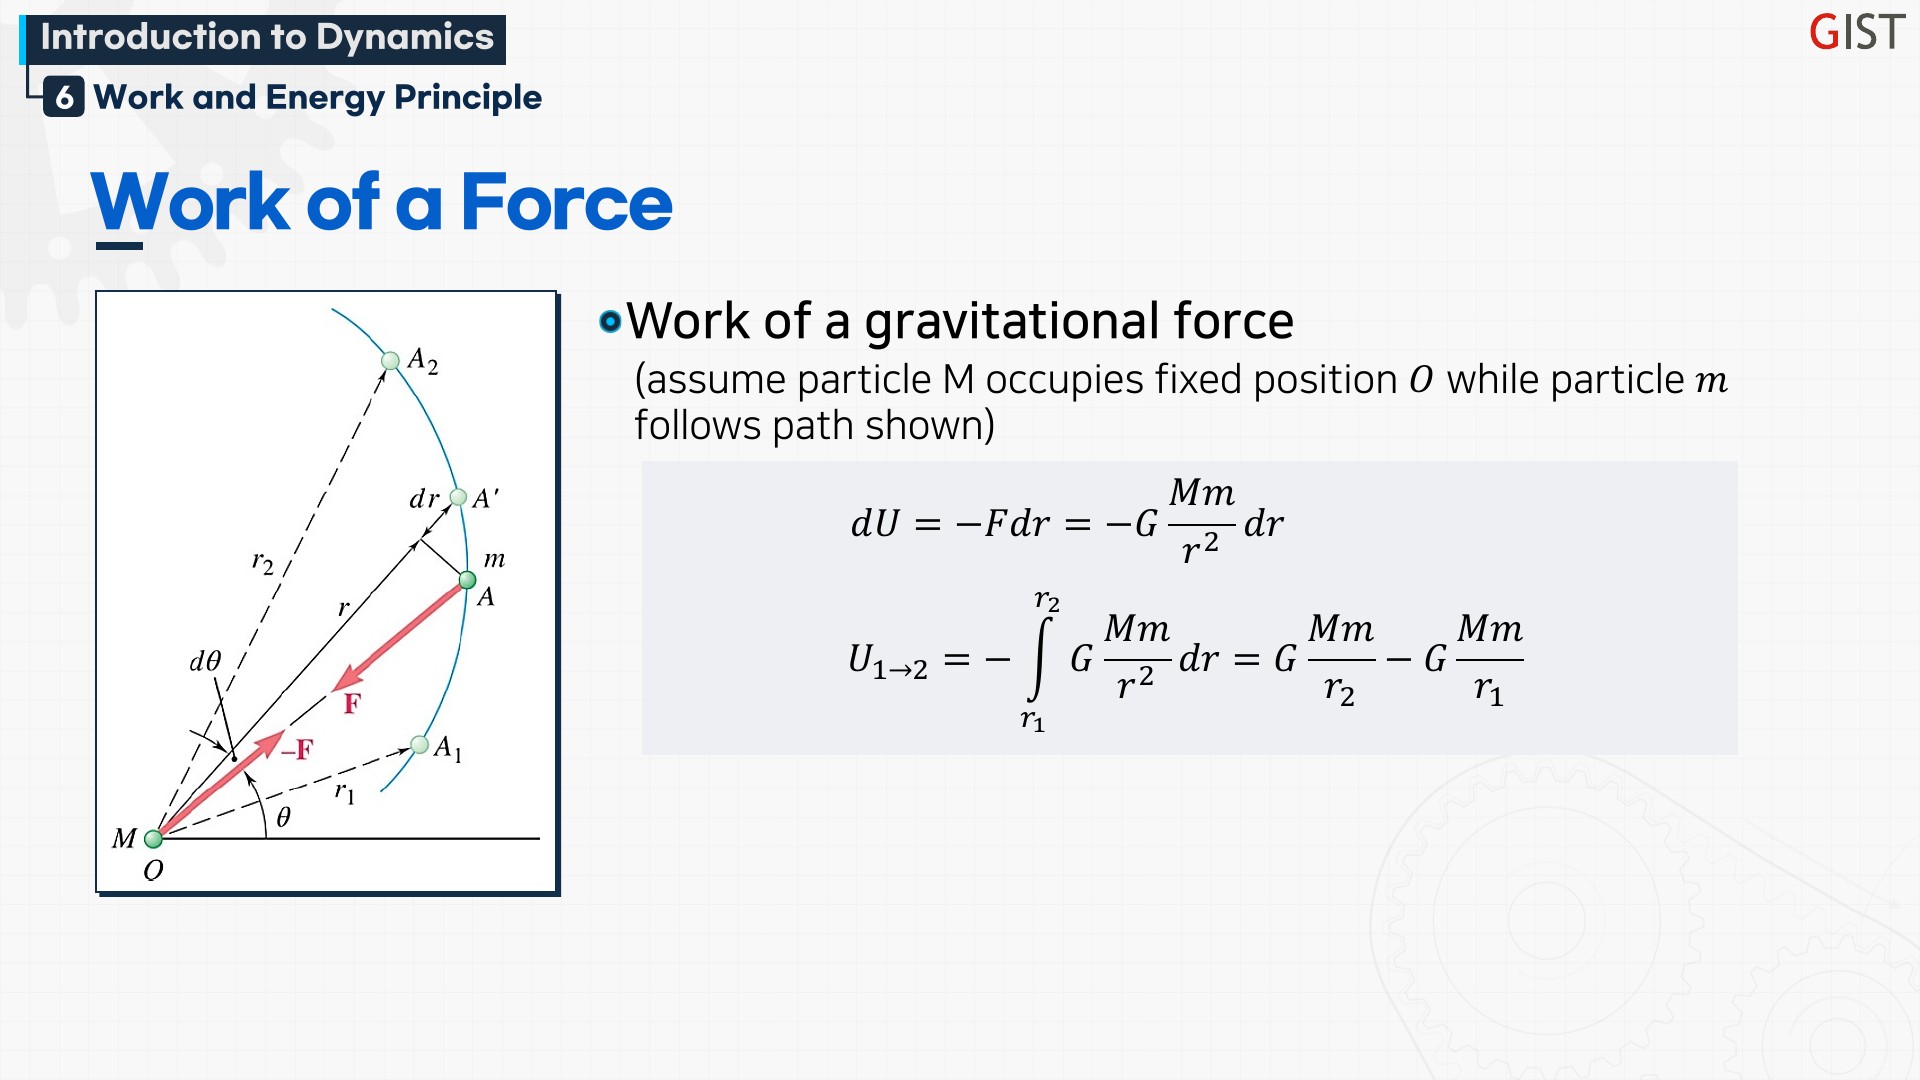 Introduction to Dynamics
GIST
6 Work and Energy Principle
Work of a Force
A₂
dr A'
m
r₂
A
r
dθ
F
–F
A₁
r₁
θ
M
O
Work of a gravitational force
(assume particle M occupies fixed position O while particle m
follows path shown)
dU = −Fdr = −G Mm/r² dr
U₁→₂ = − ∫_{r₁}^{r₂} G Mm/r² dr = G Mm/r₂ − G Mm/r₁